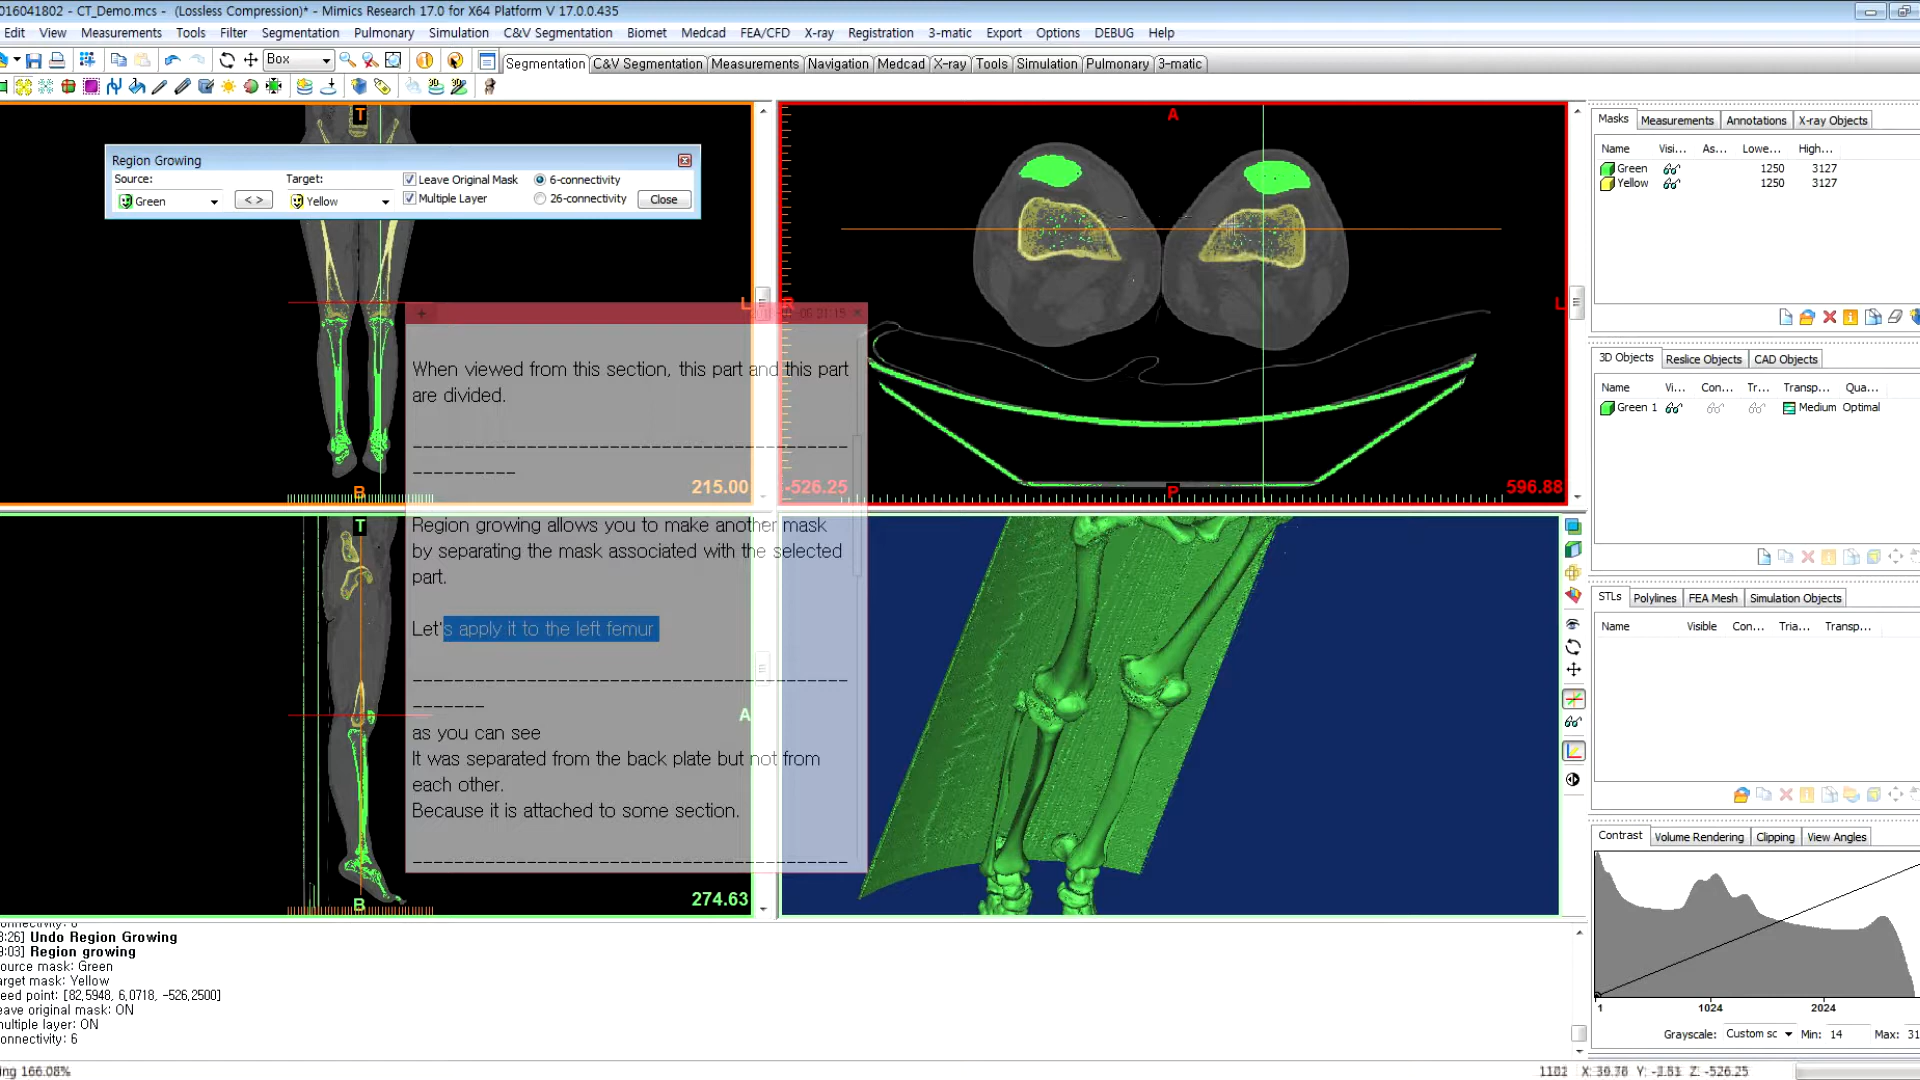 016041802 - CT_Demo.mcs - (Lossless Compression)* - Mimics Research 17.0 for X64 Platform V 17.0.0.435
Edit View Measurements Tools Filter Segmentation Pulmonary Simulation C&V Segmentation Biomet Medcad FEA/CFD X-ray Registration 3-matic Export Options DEBUG Help
Box
Segmentation C&V Segmentation Measurements Navigation Medcad X-ray Tools Simulation Pulmonary 3-matic
T
Region Growing
Source: Target: Leave Original Mask 6-connectivity
Green < > Yellow Multiple Layer 26-connectivity Close
L
B
215.00
A
R
L
P
-526.25
596.88
When viewed from this section, this part and this part
are divided.
Region growing allows you to make another mask
by separating the mask associated with the selected
part.
Let's apply it to the left femur
as you can see
It was separated from the back plate but not from
each other.
Because it is attached to some section.
T
A
B
274.63
Masks Measurements Annotations X-ray Objects
Name Visi... As... Lowe... High...
Green 1250 3127
Yellow 1250 3127
3D Objects Reslice Objects CAD Objects
Name Vi... Con... Tr... Transp... Qua...
Green 1 Medium Optimal
STLs Polylines FEA Mesh Simulation Objects
Name Visible Con... Tria... Transp...
Contrast Volume Rendering Clipping View Angles
1 1024 2024
Grayscale: Custom sc Min: 14 Max: 31
onnectivity: 6
3:26] Undo Region Growing
9:03] Region growing
ource mask: Green
arget mask: Yellow
eed point: [82,5948, 6,0718, -526,2500]
eave original mask: ON
nultiple layer: ON
onnectivity: 6
ing 166.08%
X: 39.78 Z: -526.25